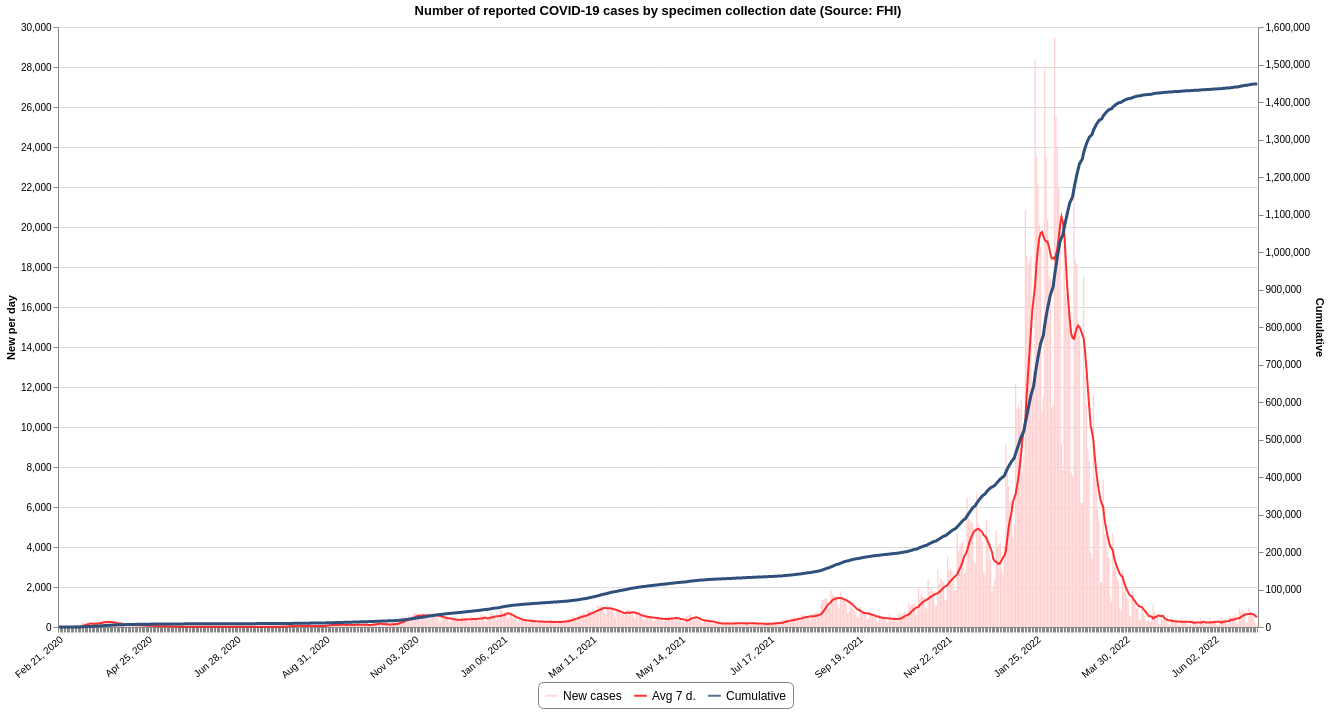 Number of reported COVID-19 cases by specimen collection date (Source: FHI)
30,000
28,000
26,000
24,000
22,000
20,000
18,000
16,000
14,000
12,000
10,000
8,000
6,000
4,000
2,000
0
New per day
1,600,000
1,500,000
1,400,000
1,300,000
1,200,000
1,100,000
1,000,000
900,000
800,000
700,000
600,000
500,000
400,000
300,000
200,000
100,000
0
Cumulative
Feb 21, 2020
Apr 25, 2020
Jun 28, 2020
Aug 31, 2020
Nov 03, 2020
Jan 06, 2021
Mar 11, 2021
May 14, 2021
Jul 17, 2021
Sep 19, 2021
Nov 22, 2021
Jan 25, 2022
Mar 30, 2022
Jun 02, 2022
New cases Avg 7 d. Cumulative